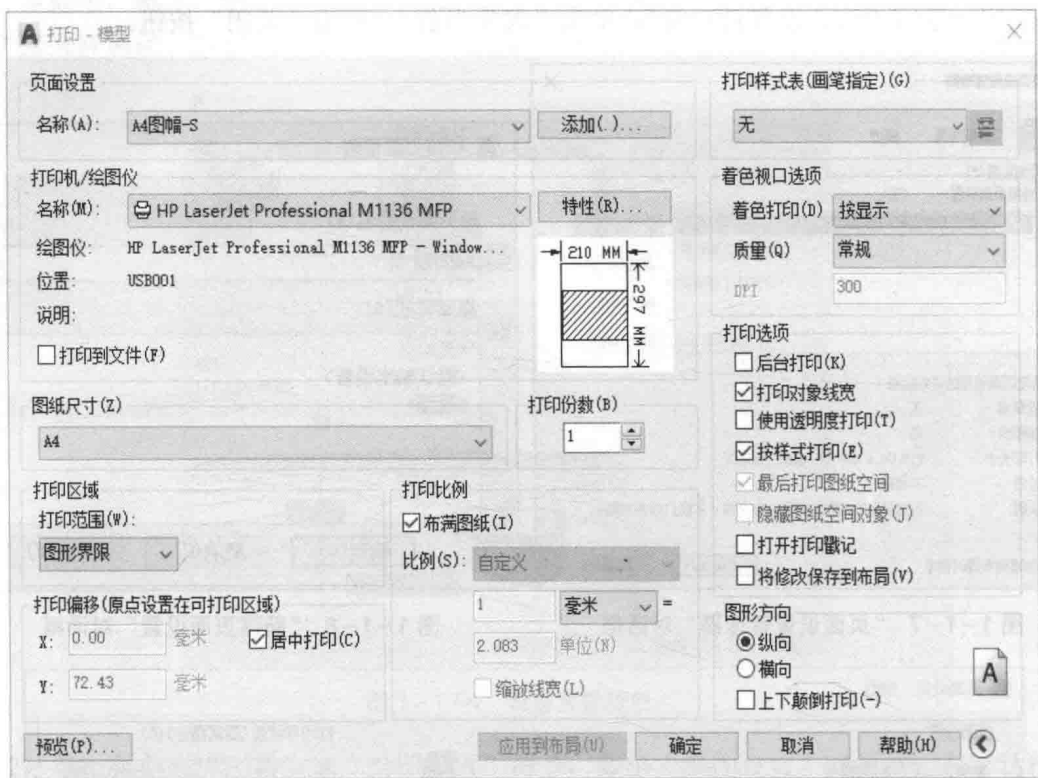 打印 - 模型
页面设置
名称(A): A4图幅-S 添加(.)...
打印机/绘图仪
名称(M): HP LaserJet Professional M1136 MFP 特性(R)...
绘图仪: HP LaserJet Professional M1136 MFP - Window...
位置: USB001
说明:
打印到文件(F)
210 MM
297 MM
图纸尺寸(Z)
A4
打印份数(B)
1
打印区域
打印范围(W):
图形界限
打印比例
布满图纸(I)
比例(S): 自定义
1 毫米 =
2.083 单位(N)
缩放线宽(L)
打印偏移(原点设置在可打印区域)
X: 0.00 毫米 居中打印(C)
Y: 72.43 毫米
打印样式表(画笔指定)(G)
无
着色视口选项
着色打印(D) 按显示
质量(Q) 常规
DPI 300
打印选项
后台打印(K)
打印对象线宽
使用透明度打印(T)
按样式打印(E)
最后打印图纸空间
隐藏图纸空间对象(J)
打开打印戳记
将修改保存到布局(V)
图形方向
纵向
横向
上下颠倒打印(-)
A
预览(P)... 应用到布局(U) 确定 取消 帮助(H)